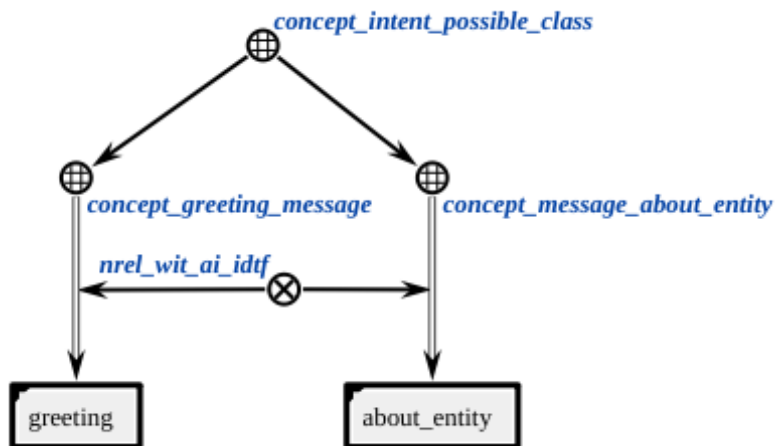 concept_intent_possible_class
concept_greeting_message
concept_message_about_entity
nrel_wit_ai_idtf
greeting
about_entity